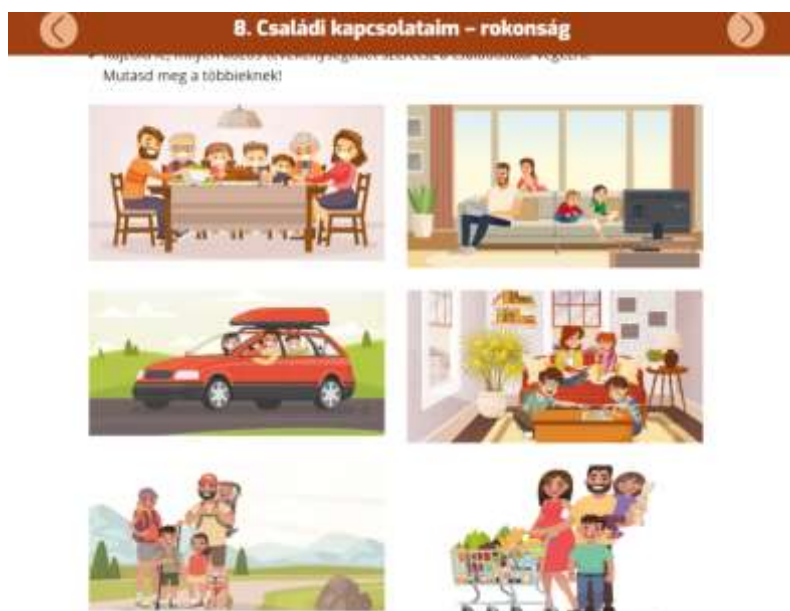 8. Családi kapcsolataim – rokonság
Mutasd meg a többieknek!